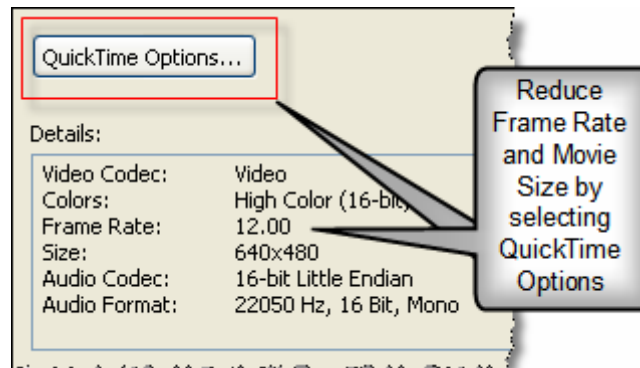 QuickTime Options...
Details:
Video Codec: Video
Colors: High Color (16-bit)
Frame Rate: 12.00
Size: 640x480
Audio Codec: 16-bit Little Endian
Audio Format: 22050 Hz, 16 Bit, Mono
Reduce
Frame Rate
and Movie
Size by
selecting
QuickTime
Options